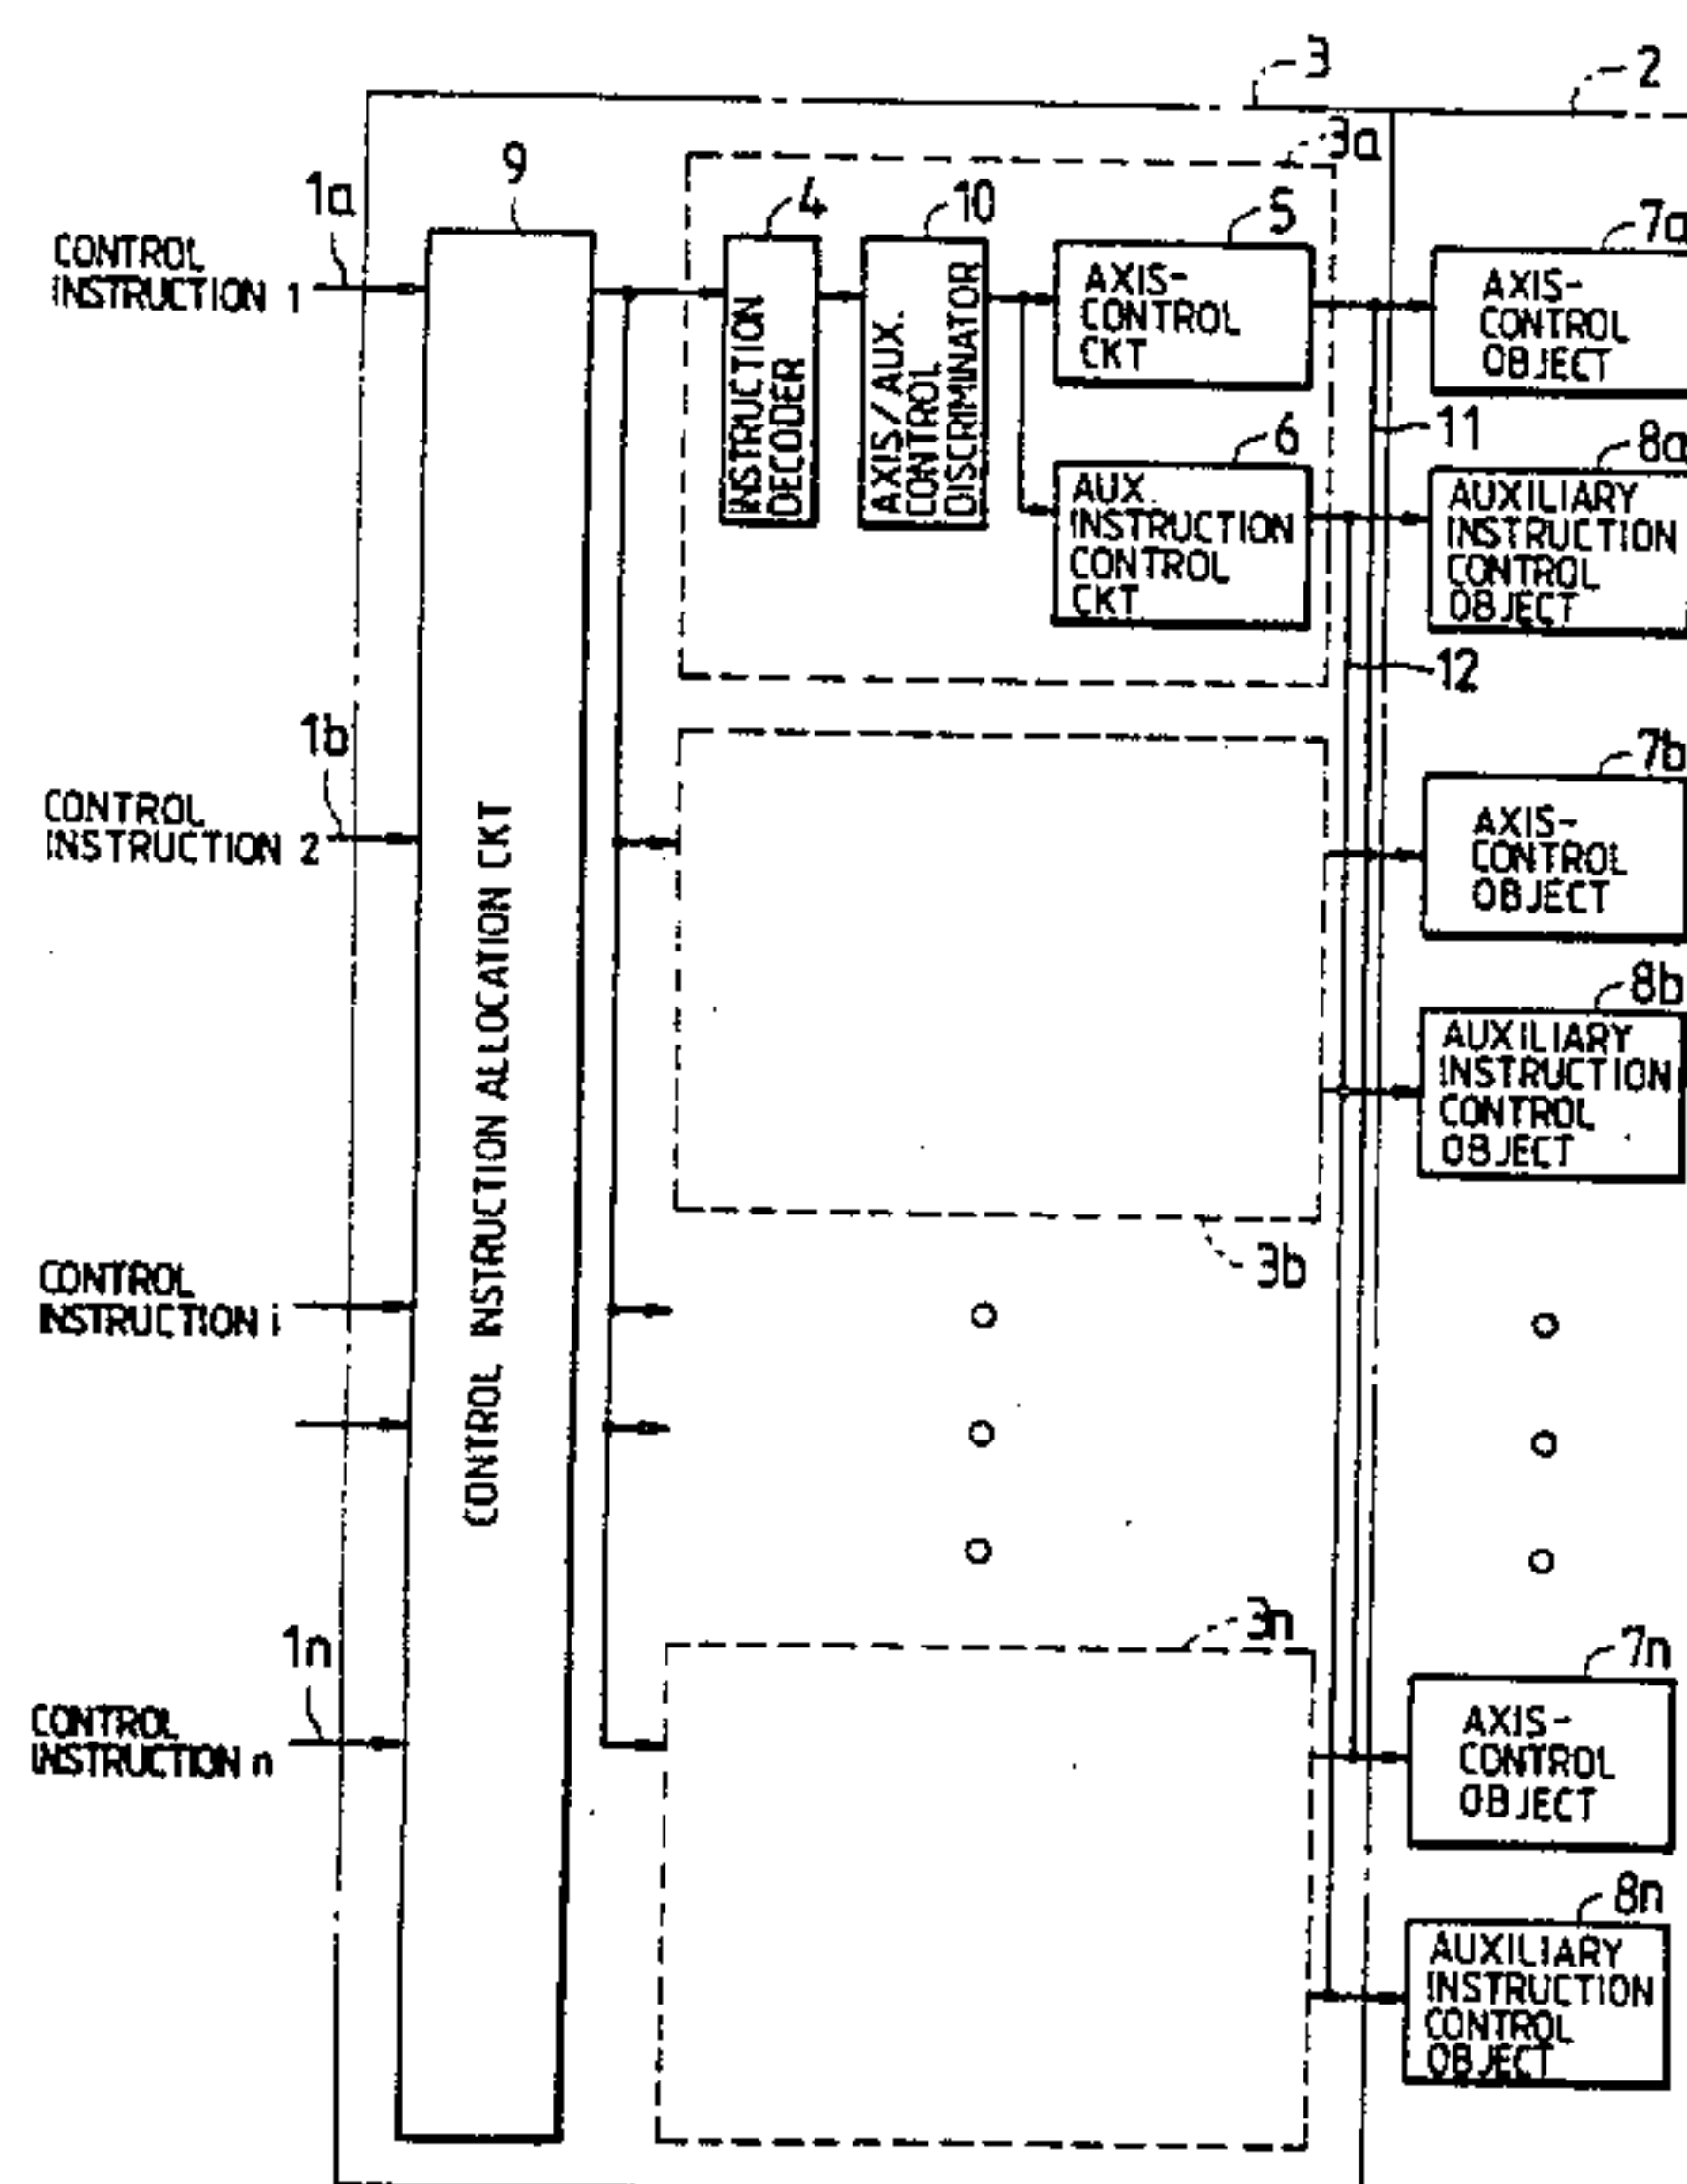 3
2
3a
1a
9
4
10
5
7a
CONTROL
INSTRUCTION 1
INSTRUCTION
DECODER
AXIS/AUX.
CONTROL
DISCRIMINATOR
AXIS-
CONTROL
CKT
AXIS-
CONTROL
OBJECT
11
6
8a
AUX.
INSTRUCTION
CONTROL
CKT
AUXILIARY
INSTRUCTION
CONTROL
OBJECT
12
1b
7b
CONTROL
INSTRUCTION 2
CONTROL INSTRUCTION ALLOCATION CKT
AXIS-
CONTROL
OBJECT
8b
AUXILIARY
INSTRUCTION
CONTROL
OBJECT
3b
CONTROL
INSTRUCTION i
1n
3n
7n
CONTROL
INSTRUCTION n
AXIS-
CONTROL
OBJECT
8n
AUXILIARY
INSTRUCTION
CONTROL
OBJECT